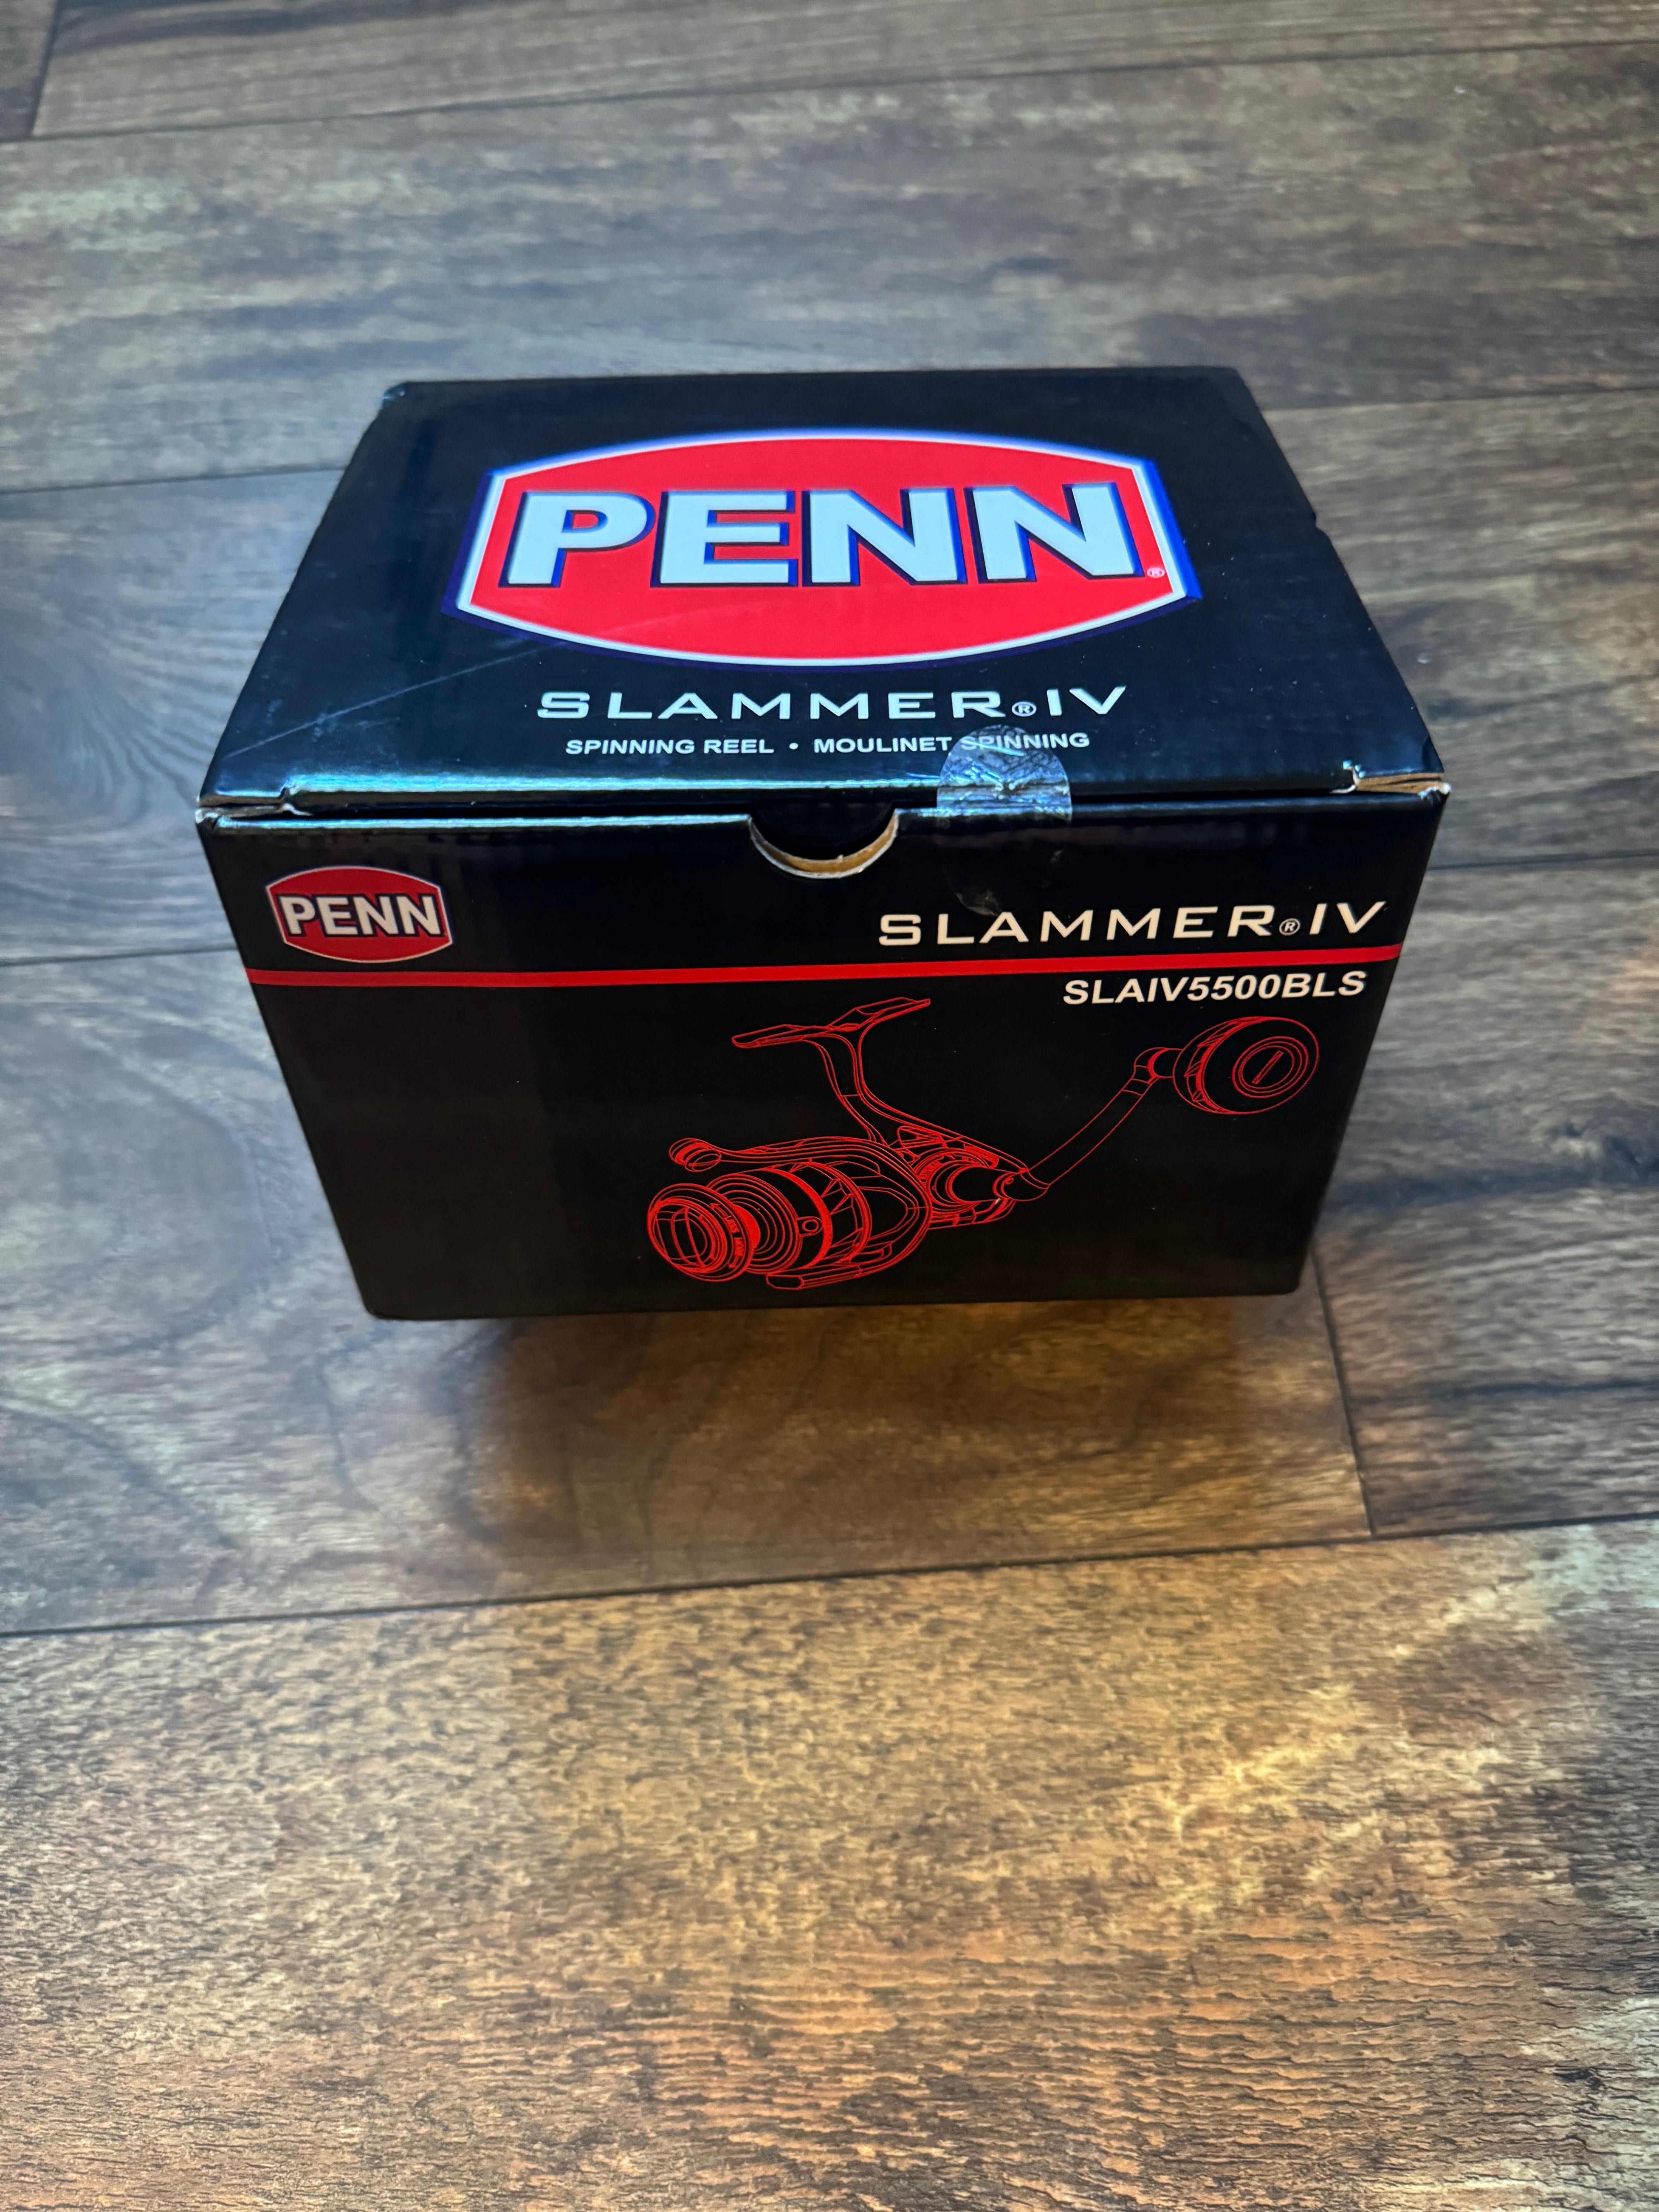 PENN®
SLAMMER® IV
SPINNING REEL • MOULINET SPINNING
PENN
SLAMMER® IV
SLAIV5500BLS